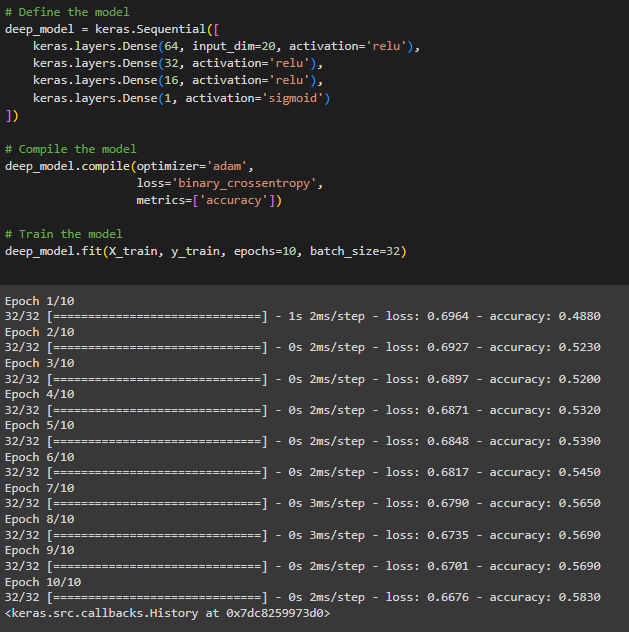 # Define the model
deep_model = keras.Sequential([
    keras.layers.Dense(64, input_dim=20, activation='relu'),
    keras.layers.Dense(32, activation='relu'),
    keras.layers.Dense(16, activation='relu'),
    keras.layers.Dense(1, activation='sigmoid')
])
# Compile the model
deep_model.compile(optimizer='adam',
                   loss='binary_crossentropy',
                   metrics=['accuracy'])
# Train the model
deep_model.fit(X_train, y_train, epochs=10, batch_size=32)
Epoch 1/10
32/32 [==============================] - 1s 2ms/step - loss: 0.6964 - accuracy: 0.4880
Epoch 2/10
32/32 [==============================] - 0s 2ms/step - loss: 0.6927 - accuracy: 0.5230
Epoch 3/10
32/32 [==============================] - 0s 2ms/step - loss: 0.6897 - accuracy: 0.5200
Epoch 4/10
32/32 [==============================] - 0s 2ms/step - loss: 0.6871 - accuracy: 0.5320
Epoch 5/10
32/32 [==============================] - 0s 2ms/step - loss: 0.6848 - accuracy: 0.5390
Epoch 6/10
32/32 [==============================] - 0s 2ms/step - loss: 0.6817 - accuracy: 0.5450
Epoch 7/10
32/32 [==============================] - 0s 3ms/step - loss: 0.6790 - accuracy: 0.5650
Epoch 8/10
32/32 [==============================] - 0s 3ms/step - loss: 0.6735 - accuracy: 0.5690
Epoch 9/10
32/32 [==============================] - 0s 2ms/step - loss: 0.6701 - accuracy: 0.5690
Epoch 10/10
32/32 [==============================] - 0s 2ms/step - loss: 0.6676 - accuracy: 0.5830
<keras.src.callbacks.History at 0x7dc8259973d0>